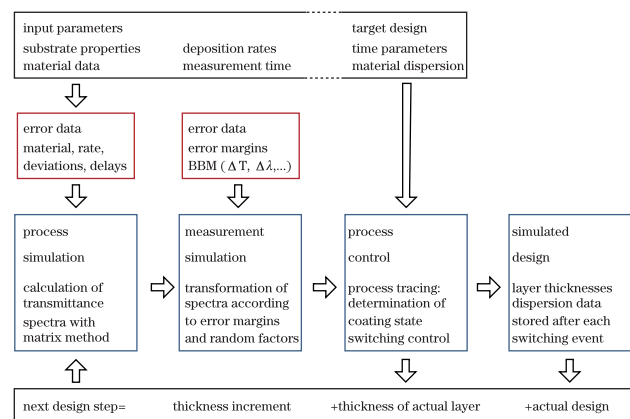 input parameters
target design
substrate properties
deposition rates
time parameters
material data
measurement time
material dispersion
error data
material, rate,
deviations, delays
error data
error margins
BBM (ΔT, Δλ,...)
process
simulation
calculation of
transmittance
spectra with
matrix method
measurement
simulation
transformation of
spectra according
to error margins
and random factors
process
control
process tracing:
determination of
coating state
switching control
simulated
design
layer thicknesses
dispersion data
stored after each
switching event
next design step=
thickness increment
+thickness of actual layer
+actual design